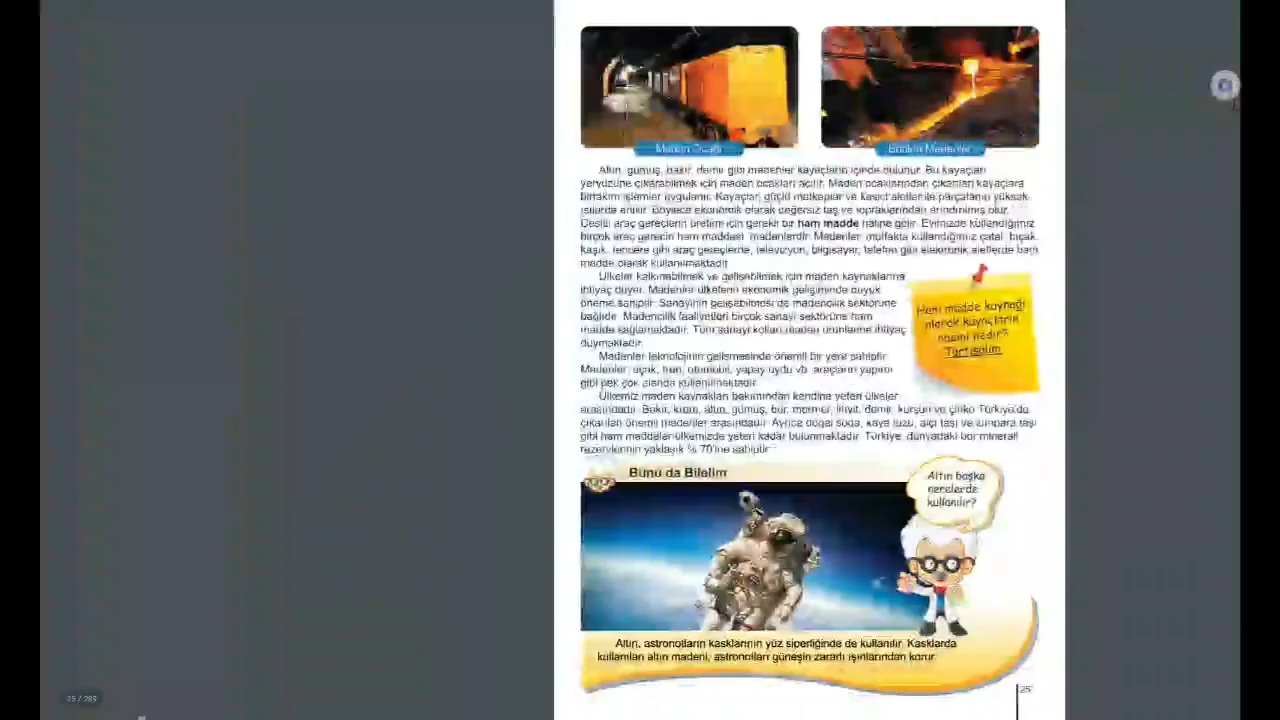 Maden Ocağı
Eritilen Madenler
Altın, gümüş, bakır, demir gibi madenler kayaçların içinde bulunur. Bu kayaçları
yeryüzüne çıkarabilmek için maden ocakları açılır. Maden ocaklarından çıkarılan kayaçlara
birtakım işlemler uygulanır. Kayaçlar, güçlü matkaplar ve kesici aletler ile parçalanıp yüksek
ısılarda eritilir. Böylece ekonomik olarak değersiz taş ve topraklarından arındırılmış olur.
Çeşitli araç gereçlerin üretimi için gerekli bir ham madde hâline gelir. Evimizde kullandığımız
birçok araç gerecin ham maddesi madenlerdir. Madenler, mutfakta kullandığımız çatal, bıçak,
kaşık, tencere gibi araç gereçlerde, televizyon, bilgisayar, telefon gibi elektronik aletlerde ham
madde olarak kullanılmaktadır.
Ülkeler kalkınabilmek ve gelişebilmek için maden kaynaklarına
ihtiyaç duyar. Madenler ülkelerin ekonomik gelişiminde büyük
öneme sahiptir. Sanayinin gelişebilmesi de madencilik sektörüne
bağlıdır. Madencilik faaliyetleri birçok sanayi sektörüne ham
madde sağlamaktadır. Tüm sanayi kolları maden ürünlerine ihtiyaç
duymaktadır.
Ham madde kaynağı
olarak kayaçların
önemi nedir?
Tartışalım
Madenler teknolojinin gelişmesinde önemli bir yere sahiptir.
Madenler, uçak, tren, otomobil, yapay uydu vb. araçların yapımı
gibi pek çok alanda kullanılmaktadır.
Ülkemiz maden kaynakları bakımından kendine yeten ülkeler
arasındadır. Bakır, krom, altın, gümüş, bor, mermer, linyit, demir, kurşun ve çinko Türkiye'de
çıkarılan önemli madenler arasındadır. Ayrıca doğal soda, kaya tuzu, alçı taşı ve zımpara taşı
gibi ham maddeler ülkemizde yeteri kadar bulunmaktadır. Türkiye, dünyadaki bor minerali
rezervlerinin yaklaşık % 70'ine sahiptir.
Bunu da Bilelim
Altın başka
nerelerde
kullanılır?
Altın, astronotların kasklarının yüz siperliğinde de kullanılır. Kasklarda
kullanılan altın madeni, astronotları güneşin zararlı ışınlarından korur.
25
25 / 289